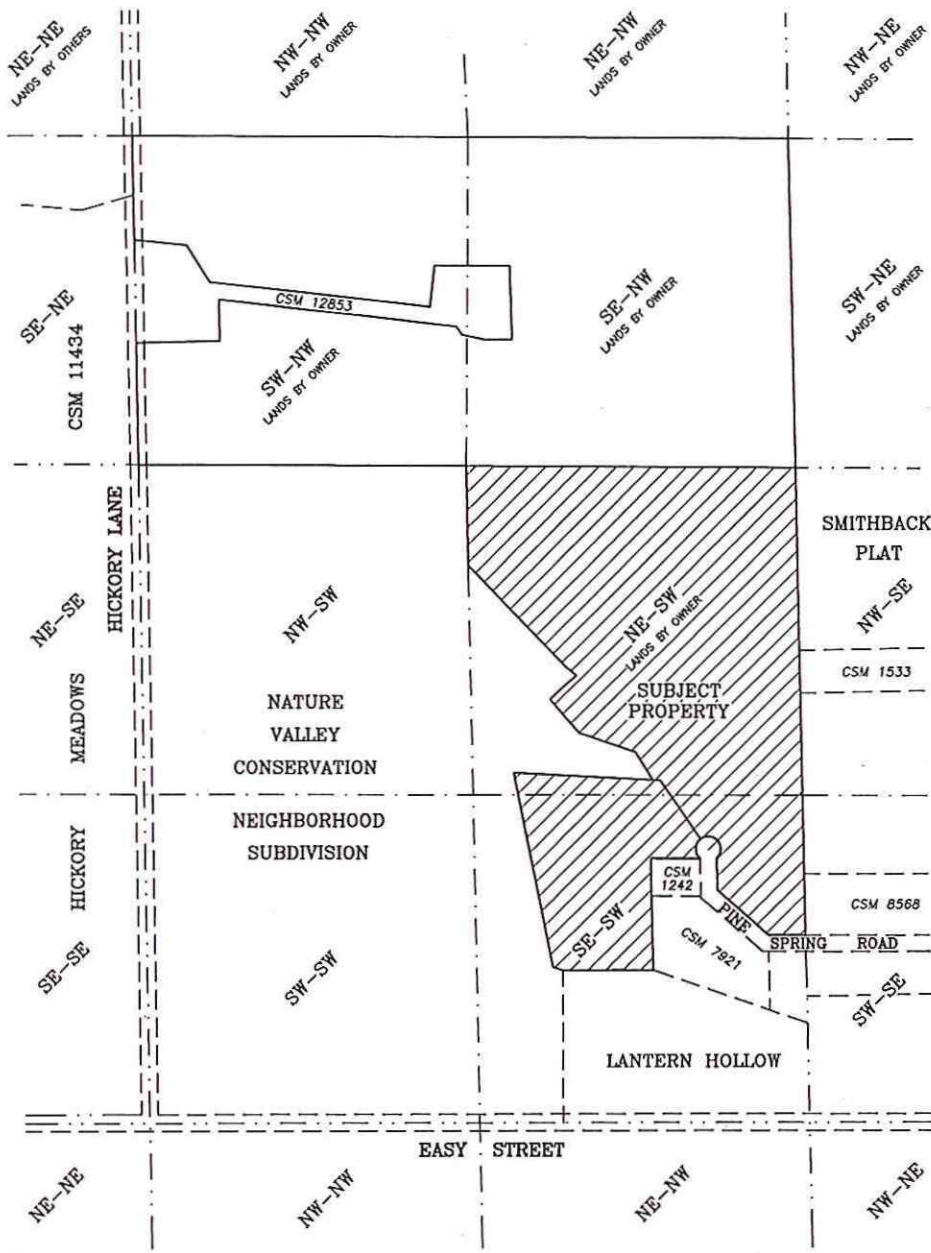 NE-NE
LANDS BY OTHERS
NW-NW
LANDS BY OWNER
NE-NW
LANDS BY OWNER
NW-NE
LANDS BY OWNER
SE-NE
CSM 11434
CSM 12853
SW-NW
LANDS BY OWNER
SE-NW
LANDS BY OWNER
SW-NE
LANDS BY OWNER
HICKORY LANE
SMITHBACK
PLAT
NE-SE
NW-SW
NE-SW
LANDS BY OWNER
NW-SE
CSM 1533
SUBJECT
PROPERTY
HICKORY MEADOWS
NATURE
VALLEY
CONSERVATION
NEIGHBORHOOD
SUBDIVISION
CSM
1242
CSM 8568
PINE SPRING ROAD
CSM 7921
SE-SE
SW-SW
SE-SW
SW-SE
LANTERN HOLLOW
EASY STREET
NE-NE
NW-NW
NE-NW
NW-NE